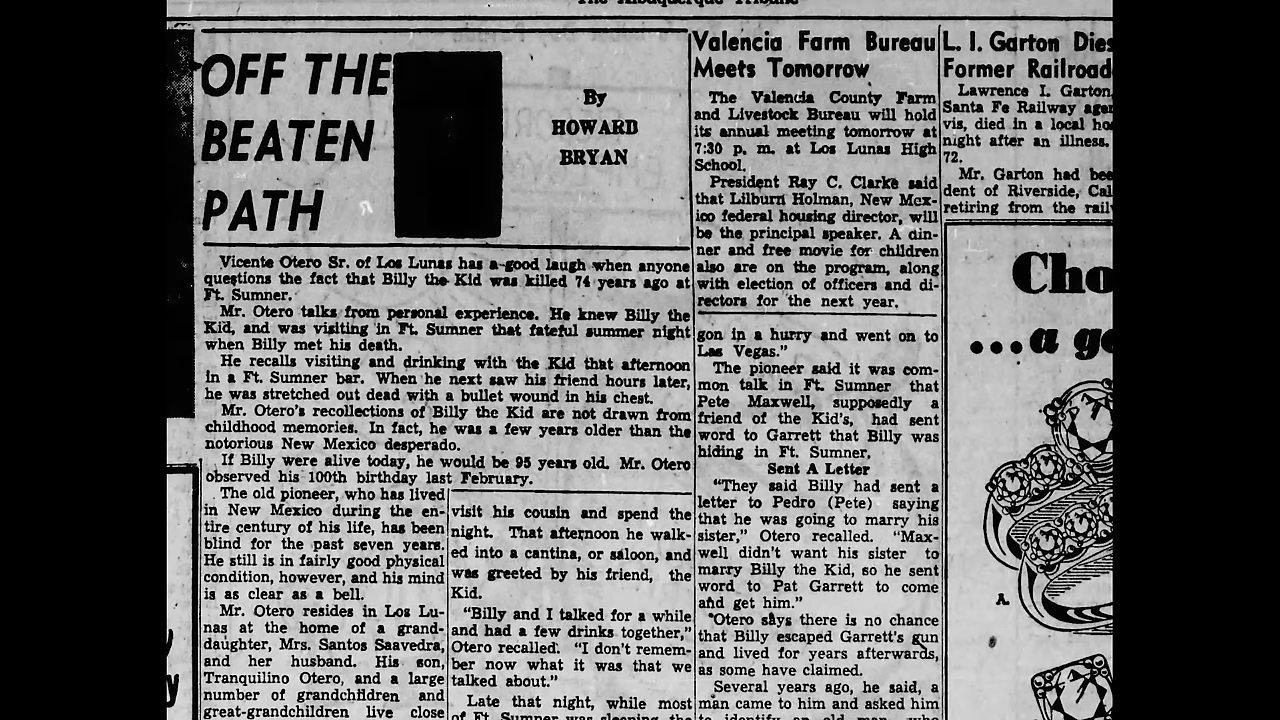 The Albuquerque Tribune
OFF THE
BEATEN
PATH
By
HOWARD
BRYAN
Vicente Otero Sr. of Los Lunas has a good laugh when anyone
questions the fact that Billy the Kid was killed 74 years ago at
Ft. Sumner.
Mr. Otero talks from personal experience. He knew Billy the
Kid, and was visiting in Ft. Sumner that fateful summer night
when Billy met his death.
He recalls visiting and drinking with the Kid that afternoon
in a Ft. Sumner bar. When he next saw his friend hours later,
he was stretched out dead with a bullet wound in his chest.
Mr. Otero's recollections of Billy the Kid are not drawn from
childhood memories. In fact, he was a few years older than the
notorious New Mexico desperado.
If Billy were alive today, he would be 95 years old. Mr. Otero
observed his 100th birthday last February.
The old pioneer, who has lived
in New Mexico during the en-
tire century of his life, has been
blind for the past seven years.
He still is in fairly good physical
condition, however, and his mind
is as clear as a bell.
Mr. Otero resides in Los Lu-
nas at the home of a grand-
daughter, Mrs. Santos Saavedra,
and her husband. His son,
Tranquilino Otero, and a large
number of grandchildren and
great-grandchildren live close
visit his cousin and spend the
night. That afternoon he walk-
ed into a cantina, or saloon, and
was greeted by his friend, the
Kid.
"Billy and I talked for a while
and had a few drinks together,"
Otero recalled. "I don't remem-
ber now what it was that we
talked about."
Late that night, while most
of Ft. Sumner was sleeping, the
Valencia Farm Bureau
Meets Tomorrow
The Valencia County Farm
and Livestock Bureau will hold
its annual meeting tomorrow at
7:30 p. m. at Los Lunas High
School.
President Ray C. Clarke said
that Lilburn Holman, New Mex-
ico federal housing director, will
be the principal speaker. A din-
ner and free movie for children
also are on the program, along
with election of officers and di-
rectors for the next year.
gon in a hurry and went on to
Las Vegas."
The pioneer said it was com-
mon talk in Ft. Sumner that
Pete Maxwell, supposedly a
friend of the Kid's, had sent
word to Garrett that Billy was
hiding in Ft. Sumner.
Sent A Letter
"They said Billy had sent a
letter to Pedro (Pete) saying
that he was going to marry his
sister," Otero recalled. "Max-
well didn't want his sister to
marry Billy the Kid, so he sent
word to Pat Garrett to come
and get him."
Otero says there is no chance
that Billy escaped Garrett's gun
and lived for years afterwards,
as some have claimed.
Several years ago, he said, a
man came to him and asked him
to identify an old man who
L. I. Garton Dies
Former Railroad
Lawrence I. Garton,
Santa Fe Railway agen
vis, died in a local ho
night after an illness.
72.
Mr. Garton had bee
dent of Riverside, Cal
retiring from the rail
Cho
...a g
A.